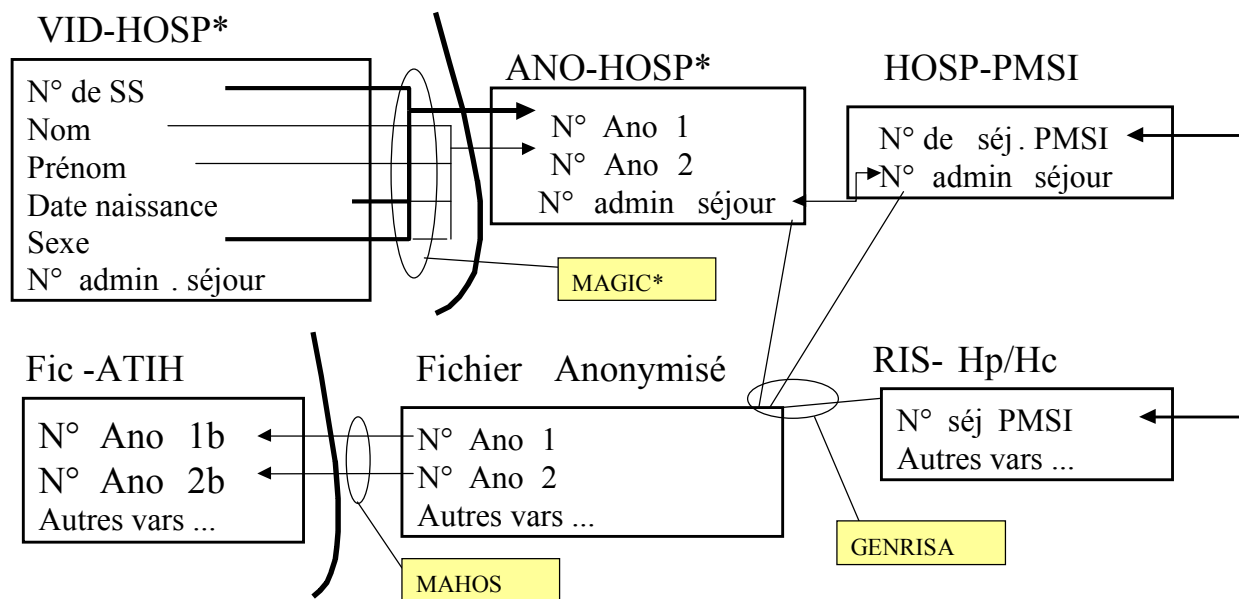 VID-HOSP*
N° de SS
Nom
Prénom
Date naissance
Sexe
N° admin . séjour
ANO-HOSP*
N° Ano 1
N° Ano 2
N° admin séjour
HOSP-PMSI
N° de séj . PMSI
N° admin séjour
MAGIC*
Fic -ATIH
N° Ano 1b
N° Ano 2b
Autres vars ...
Fichier Anonymisé
N° Ano 1
N° Ano 2
Autres vars ...
RIS- Hp/Hc
N° séj PMSI
Autres vars ...
MAHOS
GENRISA